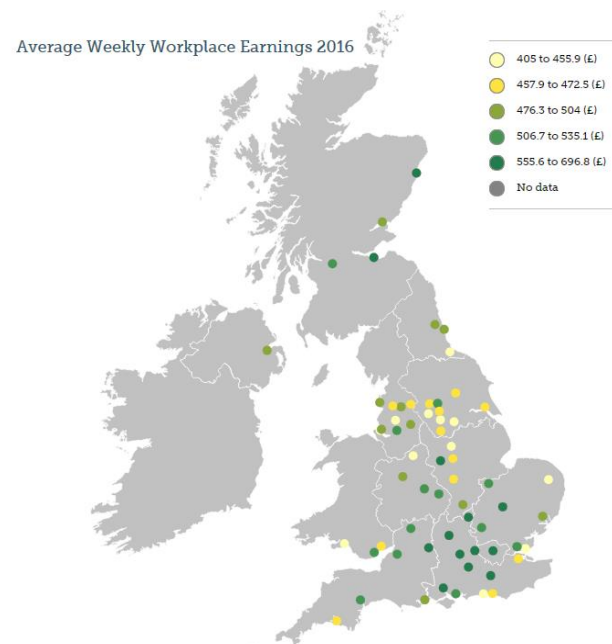 Average Weekly Workplace Earnings 2016
405 to 455.9 (£)
457.9 to 472.5 (£)
476.3 to 504 (£)
506.7 to 535.1 (£)
555.6 to 696.8 (£)
No data